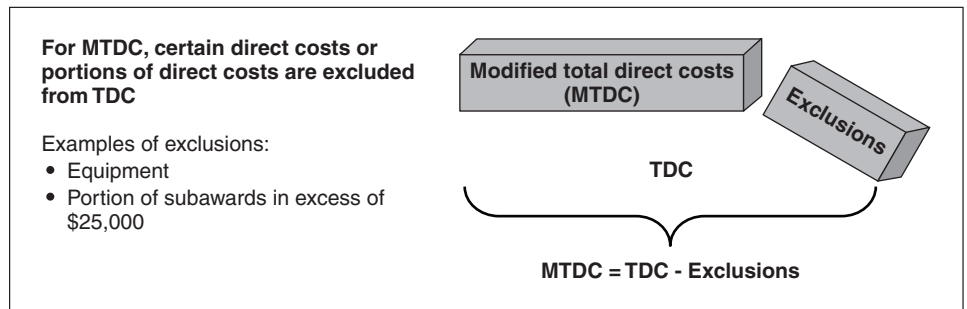 For MTDC, certain direct costs or
portions of direct costs are excluded
from TDC
Examples of exclusions:
• Equipment
• Portion of subawards in excess of
$25,000
Modified total direct costs
(MTDC)
Exclusions
TDC
MTDC = TDC - Exclusions